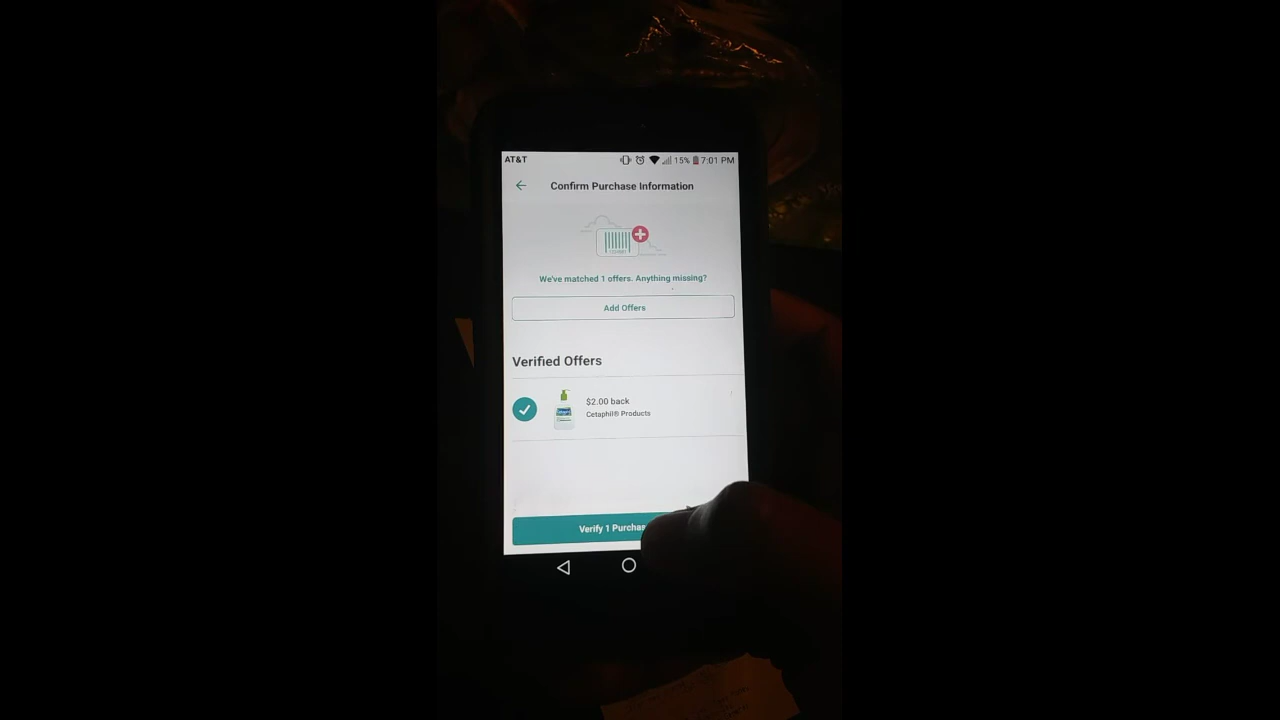 AT&T 15% 7:01 PM
Confirm Purchase Information
We've matched 1 offers. Anything missing?
Add Offers
Verified Offers
$2.00 back
Cetaphil® Products
Verify 1 Purchas